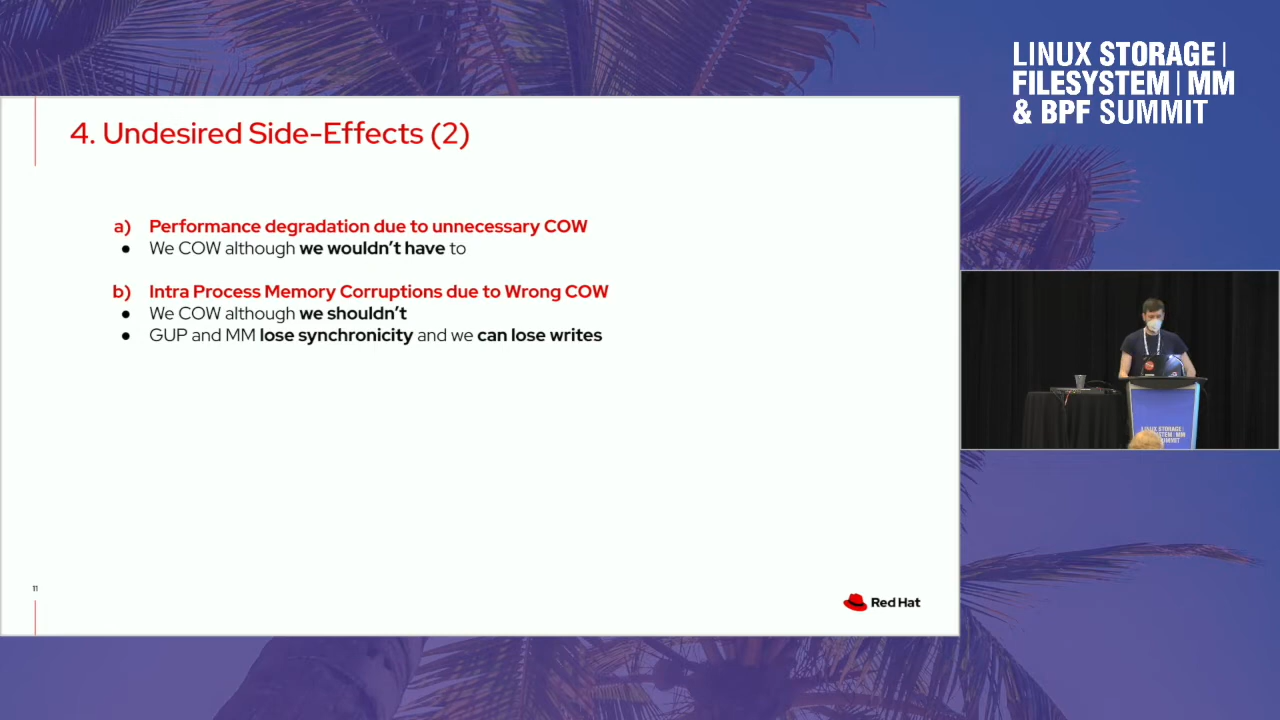 LINUX STORAGE |
FILESYSTEM | MM
& BPF SUMMIT
4. Undesired Side-Effects (2)
a) Performance degradation due to unnecessary COW
● We COW although we wouldn't have to
b) Intra Process Memory Corruptions due to Wrong COW
● We COW although we shouldn't
● GUP and MM lose synchronicity and we can lose writes
11
Red Hat
LINUX STORAGE |